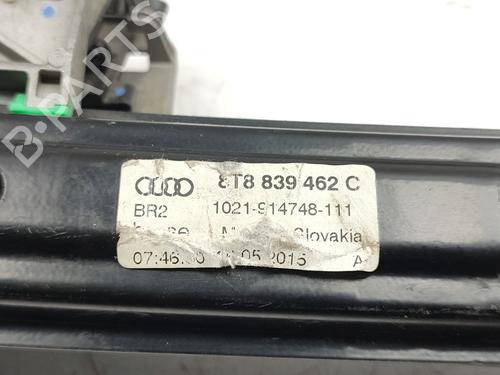 B-PARTS
8T8 839 462 C
BR2 1021-914748-111
Slovakia
07:46 .05.2015 A